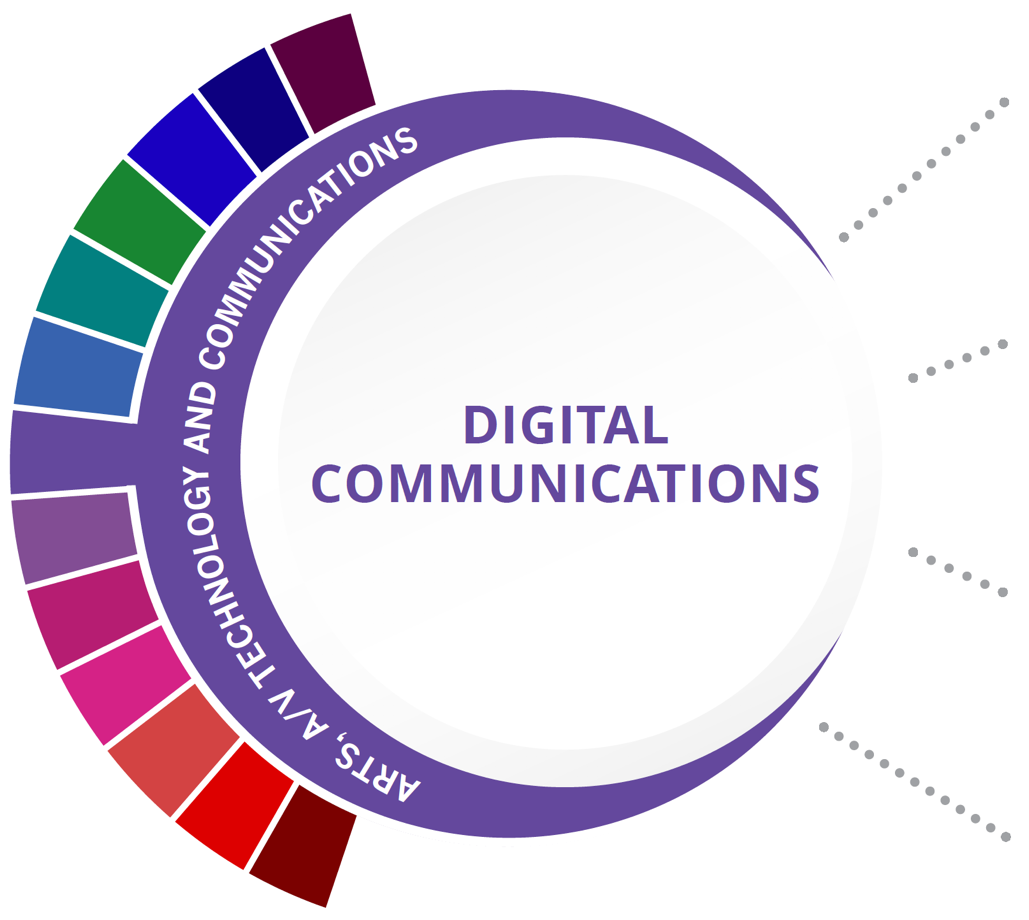 ARTS, A/V TECHNOLOGY AND COMMUNICATIONS
DIGITAL
COMMUNICATIONS